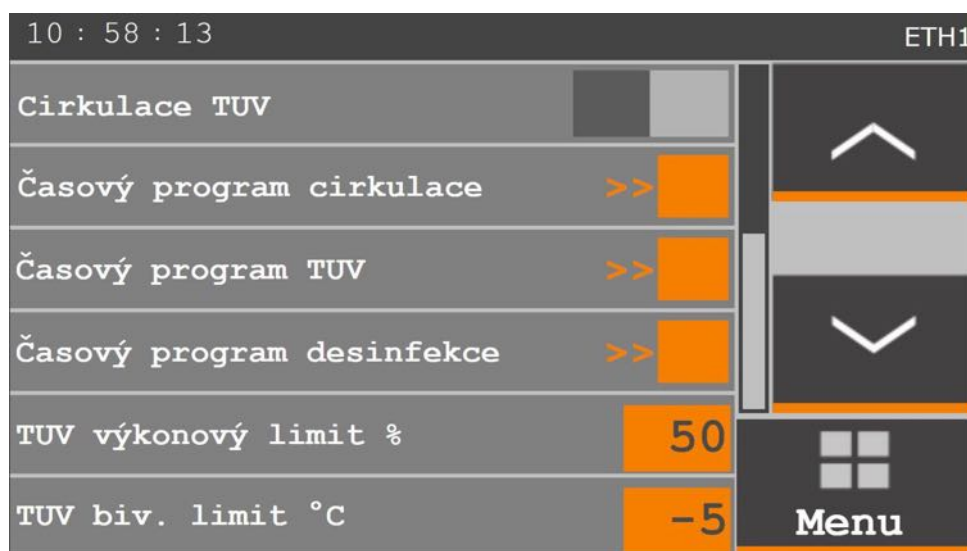 10 : 58 : 13
ETH1
Cirkulace TUV
Časový program cirkulace >>
Časový program TUV >>
Časový program desinfekce >>
TUV výkonový limit % 50
TUV biv. limit °C -5
Menu